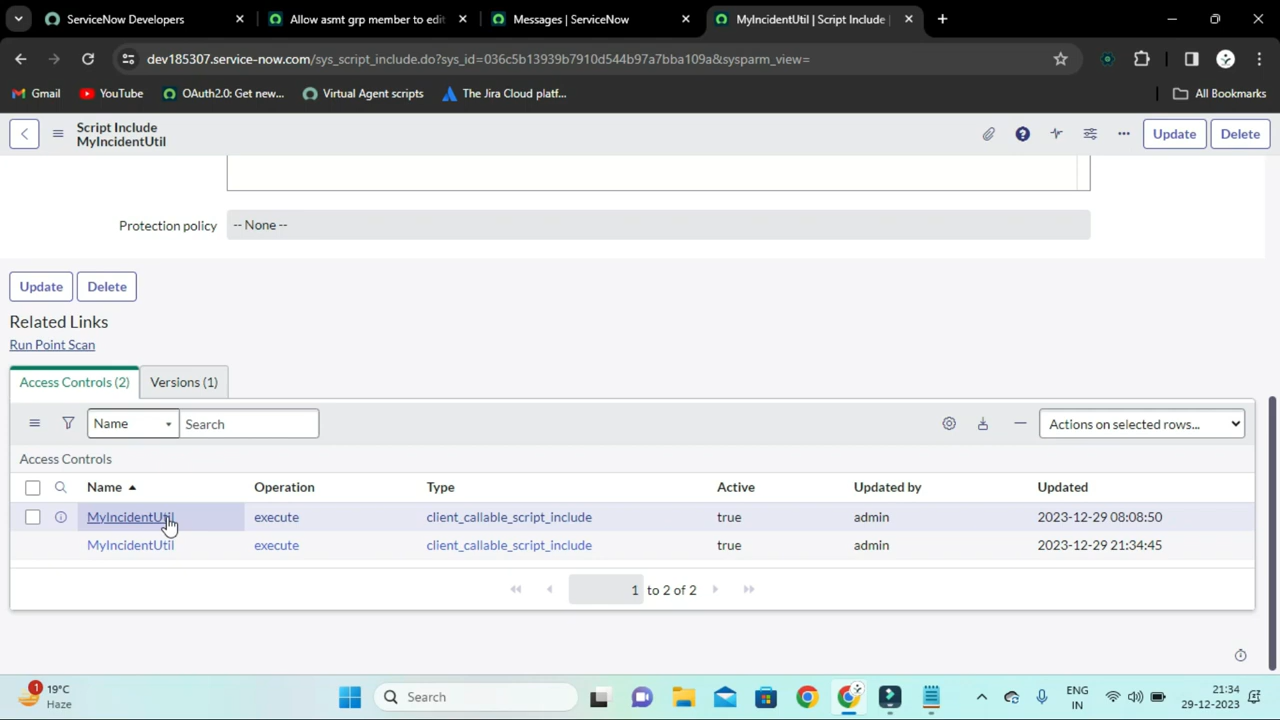 ServiceNow Developers
Allow asmt grp member to edit
Messages | ServiceNow
MyIncidentUtil | Script Include |
dev185307.service-now.com/sys_script_include.do?sys_id=036c5b13939b7910d544b97a7bba109a&sysparm_view=
Gmail
YouTube
OAuth2.0: Get new...
Virtual Agent scripts
The Jira Cloud platf...
All Bookmarks
Script Include
MyIncidentUtil
Update
Delete
Protection policy
-- None --
Update
Delete
Related Links
Run Point Scan
Access Controls (2)
Versions (1)
Name
Search
Actions on selected rows...
Access Controls
Name Operation Type Active Updated by Updated
MyIncidentUtil execute client_callable_script_include true admin 2023-12-29 08:08:50
MyIncidentUtil execute client_callable_script_include true admin 2023-12-29 21:34:45
1 to 2 of 2
1
19°C
Haze
Search
ENG
IN
21:34
29-12-2023